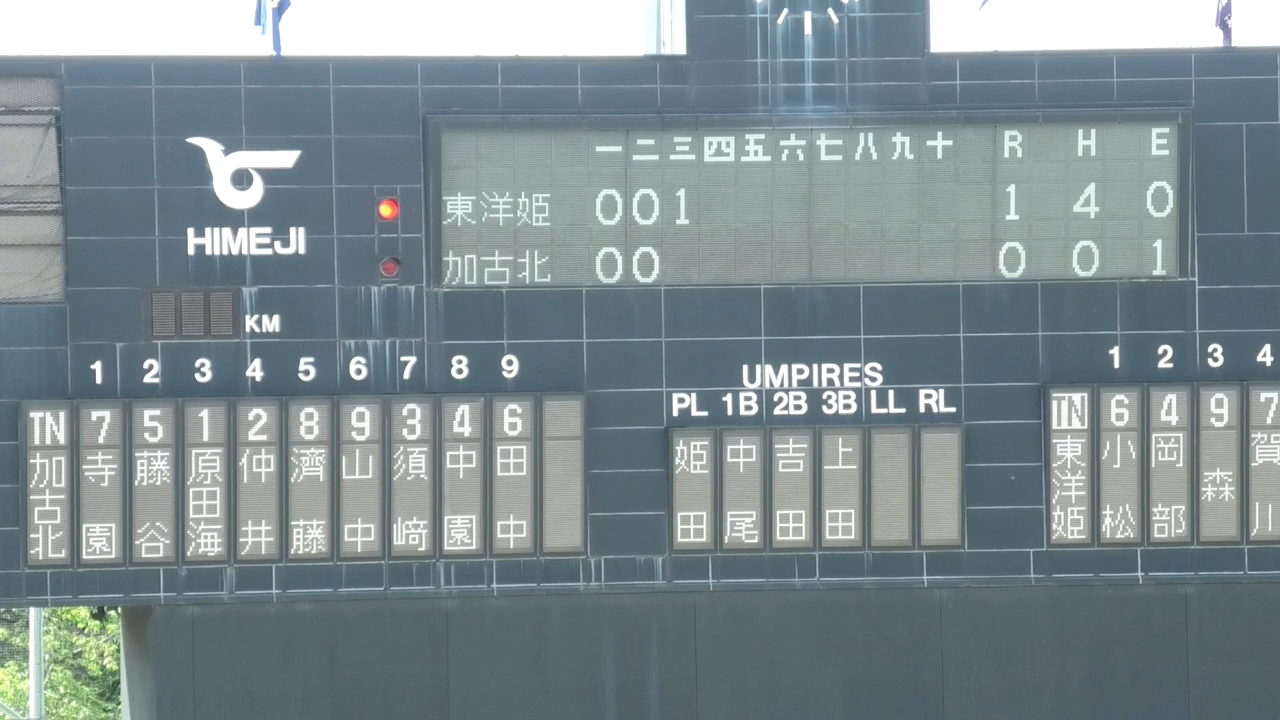 一 二 三 四 五 六 七 八 九 十 R H E
東洋姫 0 0 1 1 4 0
加古北 0 0 0 0 1
HIMEJI
KM
1 2 3 4 5 6 7 8 9
TN 7 5 1 2 8 9 3 4 6
加古北 寺園 藤谷 原田海 仲井 濟藤 山中 須﨑 中園 田中
UMPIRES
PL 1B 2B 3B LL RL
姫田 中尾 吉田 上田
1 2 3 4
TN 6 4 9 7
東洋姫 小松 岡部 森 賀川